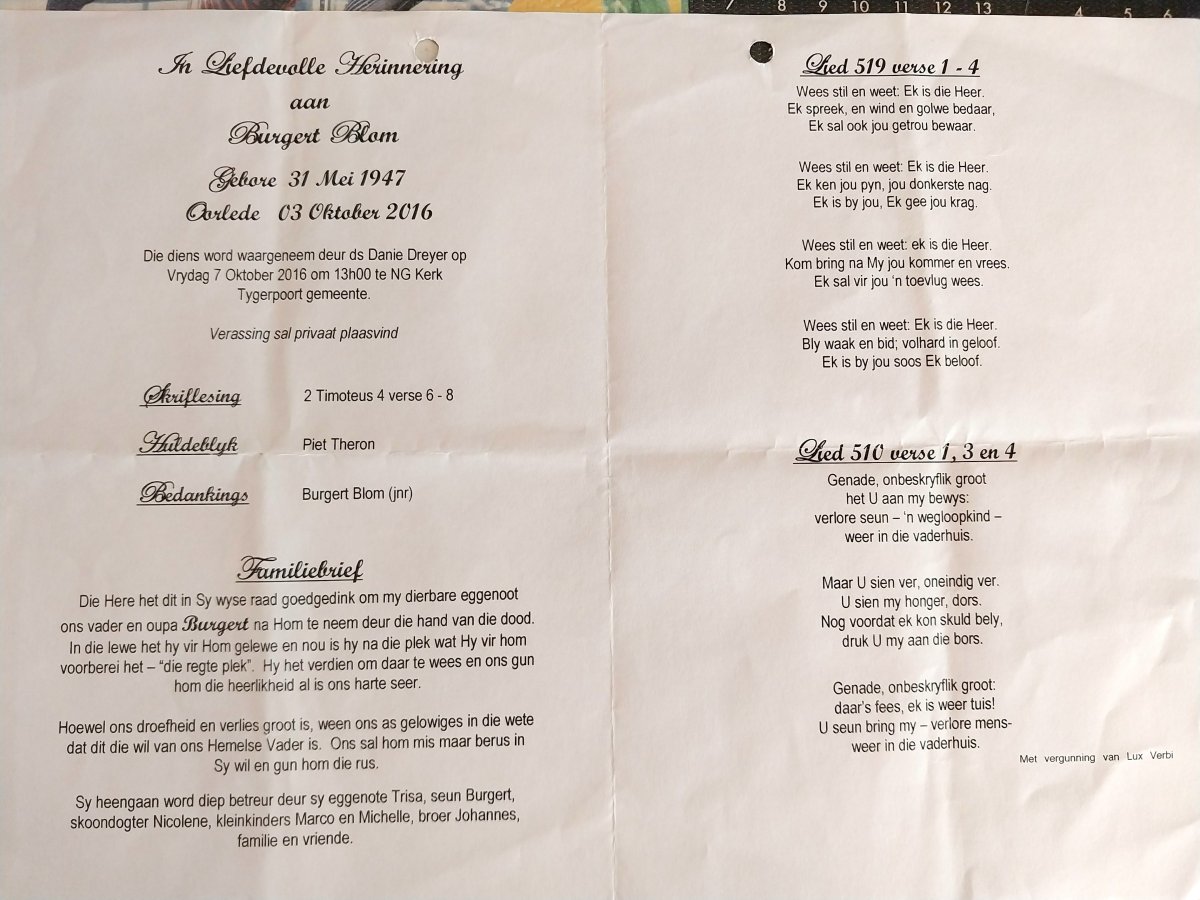 7 8 9 10 11 12 13 4 5 6
In Liefdevolle Herinnering
aan
Burgert Blom
Gebore 31 Mei 1947
Oorlede 03 Oktober 2016
Die diens word waargeneem deur ds Danie Dreyer op
Vrydag 7 Oktober 2016 om 13h00 te NG Kerk
Tygerpoort gemeente.
Verassing sal privaat plaasvind
Skriflesing 2 Timoteus 4 verse 6 - 8
Huldeblyk Piet Theron
Bedankings Burgert Blom (jnr)
Familiebrief
Die Here het dit in Sy wyse raad goedgedink om my dierbare eggenoot
ons vader en oupa Burgert na Hom te neem deur die hand van die dood.
In die lewe het hy vir Hom gelewe en nou is hy na die plek wat Hy vir hom
voorberei het – “die regte plek”. Hy het verdien om daar te wees en ons gun
hom die heerlikheid al is ons harte seer.
Hoewel ons droefheid en verlies groot is, ween ons as gelowiges in die wete
dat dit die wil van ons Hemelse Vader is. Ons sal hom mis maar berus in
Sy wil en gun hom die rus.
Sy heengaan word diep betreur deur sy eggenote Trisa, seun Burgert,
skoondogter Nicolene, kleinkinders Marco en Michelle, broer Johannes,
familie en vriende.
Lied 519 verse 1 - 4
Wees stil en weet: Ek is die Heer.
Ek spreek, en wind en golwe bedaar,
Ek sal ook jou getrou bewaar.
Wees stil en weet: Ek is die Heer.
Ek ken jou pyn, jou donkerste nag.
Ek is by jou, Ek gee jou krag.
Wees stil en weet: ek is die Heer.
Kom bring na My jou kommer en vrees.
Ek sal vir jou ‘n toevlug wees.
Wees stil en weet: Ek is die Heer.
Bly waak en bid; volhard in geloof.
Ek is by jou soos Ek beloof.
Lied 510 verse 1, 3 en 4
Genade, onbeskryflik groot
het U aan my bewys:
verlore seun – ‘n wegloopkind –
weer in die vaderhuis.
Maar U sien ver, oneindig ver.
U sien my honger, dors.
Nog voordat ek kon skuld bely,
druk U my aan die bors.
Genade, onbeskryflik groot:
daar’s fees, ek is weer tuis!
U seun bring my – verlore mens-
weer in die vaderhuis.
Met vergunning van Lux Verbi